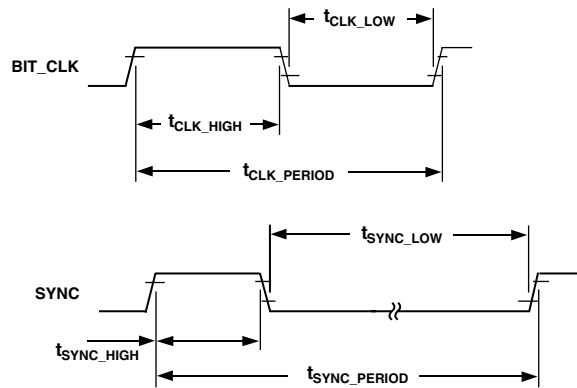 tCLK_LOW
BIT_CLK
tCLK_HIGH
tCLK_PERIOD
tSYNC_LOW
SYNC
tSYNC_HIGH
tSYNC_PERIOD